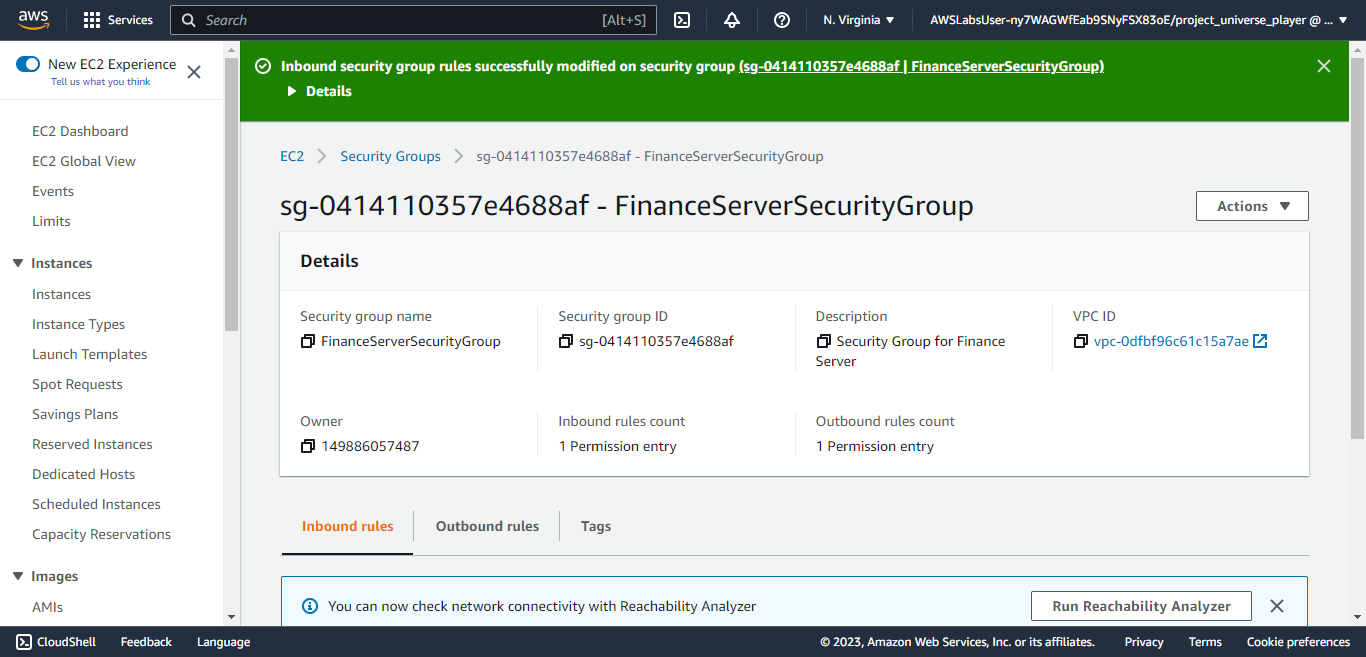 aws
Services
Search
[Alt+S]
N. Virginia
AWSLabsUser-ny7WAGWfEab9SNyFSX83oE/project_universe_player @ ...
New EC2 Experience
Tell us what you think
EC2 Dashboard
EC2 Global View
Events
Limits
Instances
Instances
Instance Types
Launch Templates
Spot Requests
Savings Plans
Reserved Instances
Dedicated Hosts
Scheduled Instances
Capacity Reservations
Images
AMIs
Inbound security group rules successfully modified on security group (sg-0414110357e4688af | FinanceServerSecurityGroup)
Details
EC2
Security Groups
sg-0414110357e4688af - FinanceServerSecurityGroup
sg-0414110357e4688af - FinanceServerSecurityGroup
Actions
Details
Security group name
FinanceServerSecurityGroup
Security group ID
sg-0414110357e4688af
Description
Security Group for Finance
Server
VPC ID
vpc-0dfbf96c61c15a7ae
Owner
149886057487
Inbound rules count
1 Permission entry
Outbound rules count
1 Permission entry
Inbound rules
Outbound rules
Tags
You can now check network connectivity with Reachability Analyzer
Run Reachability Analyzer
CloudShell
Feedback
Language
© 2023, Amazon Web Services, Inc. or its affiliates.
Privacy
Terms
Cookie preferences